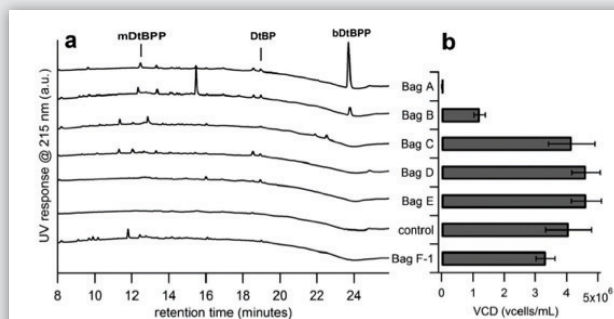 a
mDtBPP
DtBP
bDtBPP
b
UV response @ 215 nm (a.u.)
Bag A
Bag B
Bag C
Bag D
Bag E
control
Bag F-1
8 10 12 14 16 18 20 22 24
retention time (minutes)
0 1 2 3 4 5x10⁶
VCD (vcells/mL)